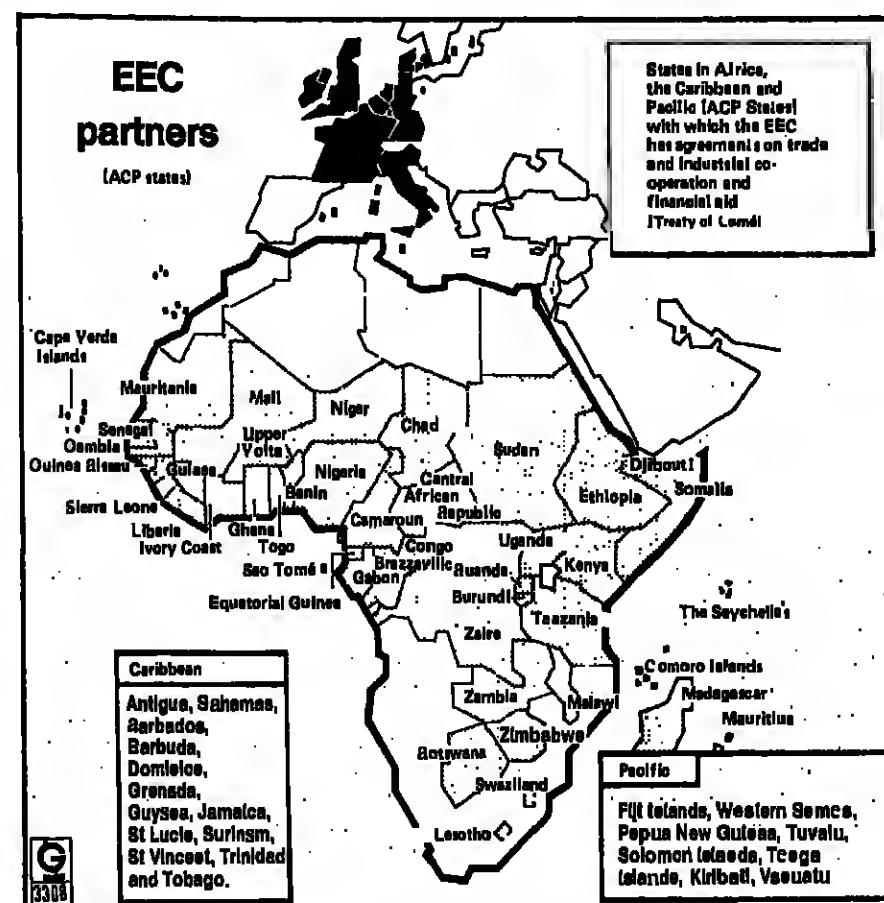 EEC
partners
(ACP states)
States in Africa,
the Caribbean and
Pacific (ACP States)
with which the EEC
has agreements on trade
and industrial co-
operation and
financial aid
(Treaty of Lomé)
Cape Verde
Islands
Mauritania
Mali
Niger
Chad
Sudan
Senegal
Gambia
Guinea Bissau
Guinea
Upper
Volta
Nigeria
Benin
Central
African
Republic
Djibouti
Ethiopia
Somalia
Sierra Leone
Liberia
Ivory Coast
Ghana
Togo
Cameroun
Congo
Brazzaville
Uganda
Kenya
Sao Tomé
Gabon
Ruanda
Burundi
Equatorial Guinea
Zaire
Tanzania
The Seychelles
Comoro Islands
Madagascar
Mauritius
Zambia
Malawi
Zimbabwe
Botswana
Swaziland
Lesotho
Caribbean
Antigua, Bahamas,
Barbados,
Barbuda,
Dominica,
Grenada,
Guyana, Jamaica,
St Lucia, Surinam,
St Vincent, Trinidad
and Tobago.
Pacific
Fiji Islands, Western Samoa,
Papua New Guinea, Tuvalu,
Solomon Islands, Tonga
Islands, Kiribati, Vanuatu
G
3308